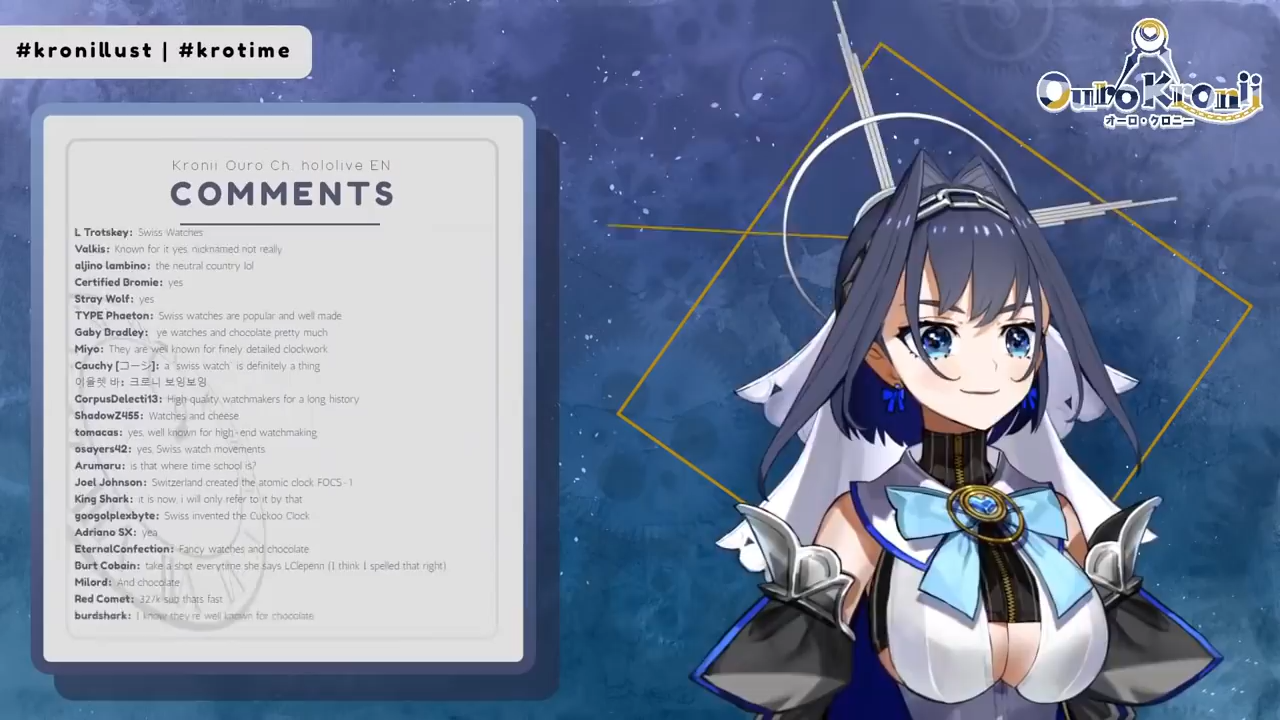 #kronillust | #krotime
Ouro Kronii
オーロ・クロニー
Kronii Ouro Ch. hololive EN
COMMENTS
L Trotskey: Swiss Watches
Valkis: Known for it yes, nicknamed not really
aljino lambino: the neutral country lol
Certified Bromie: yes
Stray Wolf: yes
TYPE Phaeton: Swiss watches are popular and well made
Gaby Bradley: ye watches and chocolate pretty much
Miyo: They are well known for finely detailed clockwork
Cauchy [コーシ]: a "swiss watch" is definitely a thing
이율렛 바: 크로니 보잉보잉
CorpusDelecti13: High quality watchmakers for a long history
ShadowZ455: Watches and cheese
tomacas: yes, well known for high-end watchmaking
osayers42: yes, Swiss watch movements
Arumaru: is that where time school is?
Joel Johnson: Switzerland created the atomic clock FOCS-1
King Shark: it is now, i will only refer to it by that
googolplexbyte: Swiss invented the Cuckoo Clock
Adriano SX: yea
EternalConfection: Fancy watches and chocolate
Burt Cobain: take a shot everytime she says LClepenn (I think I spelled that right)
Milord: And chocolate
Red Comet: 327k sub thats fast
burdshark: I know they're well known for chocolate